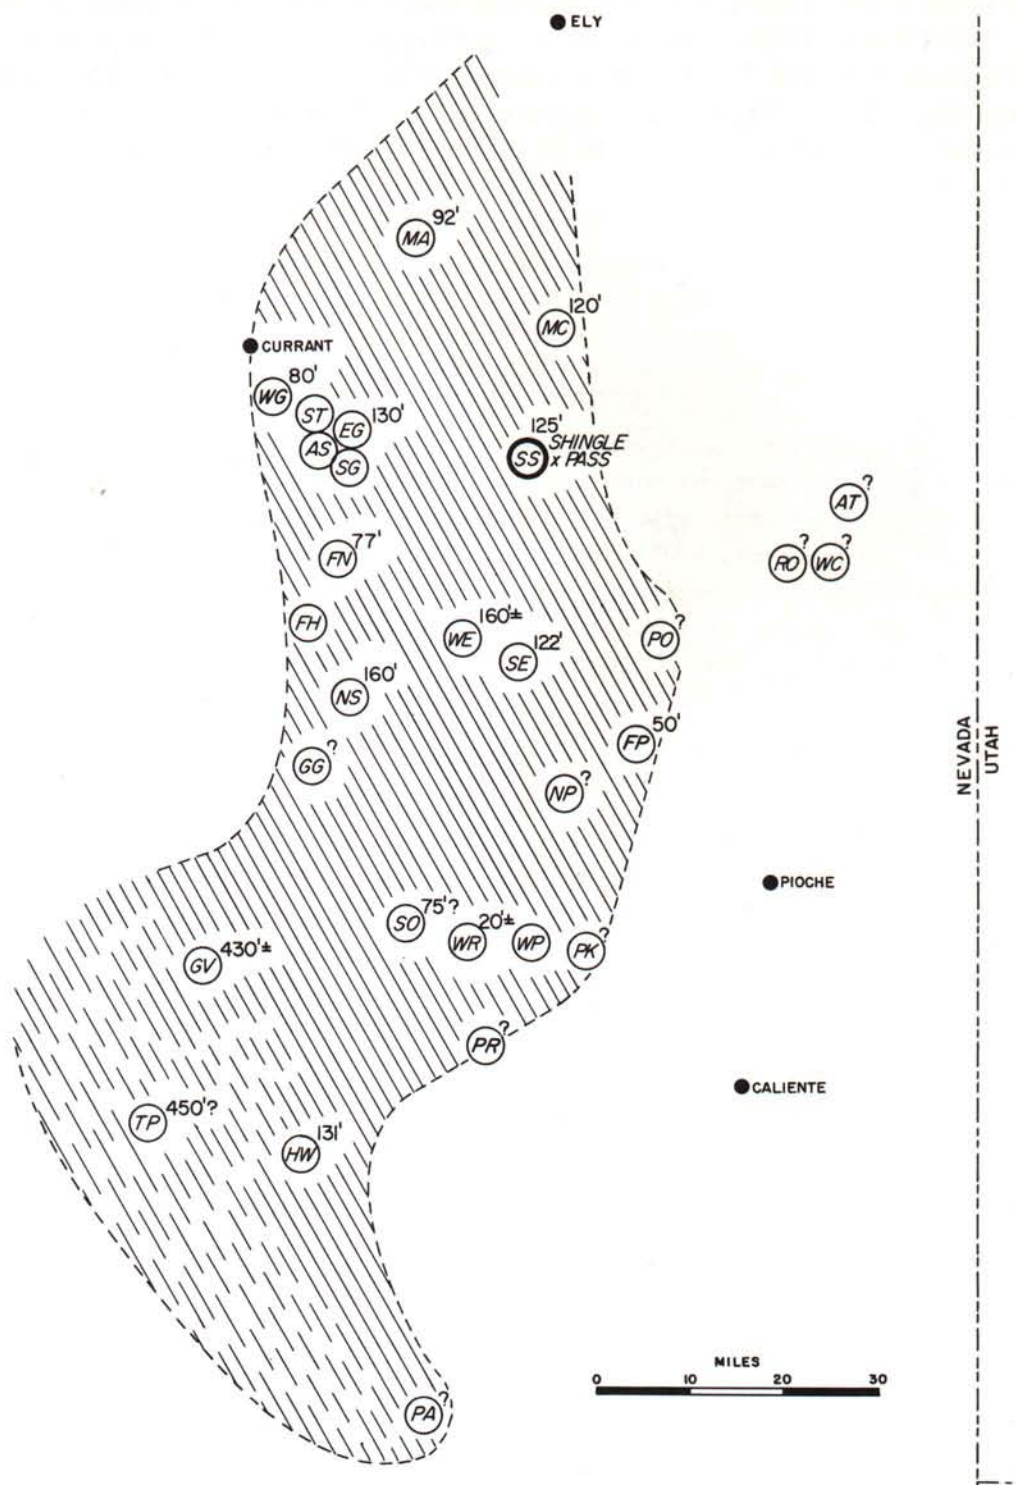 ELY
MA 92'
MC 120'
CURRANT
WG 80'
ST
EG 130'
AS
SG
125'
SS SHINGLE
x PASS
AT ?
RO ?
WC ?
FN 77'
FH
WE 160'±
SE 122'
PO ?
NS 160'
FP 50'
GG ?
NP ?
NEVADA
UTAH
PIOCHE
SO 75'?
WR 20'±
WP
PK ?
GV 430'±
PR ?
CALIENTE
TP 450'?
HW 131'
MILES
0 10 20 30
PA ?